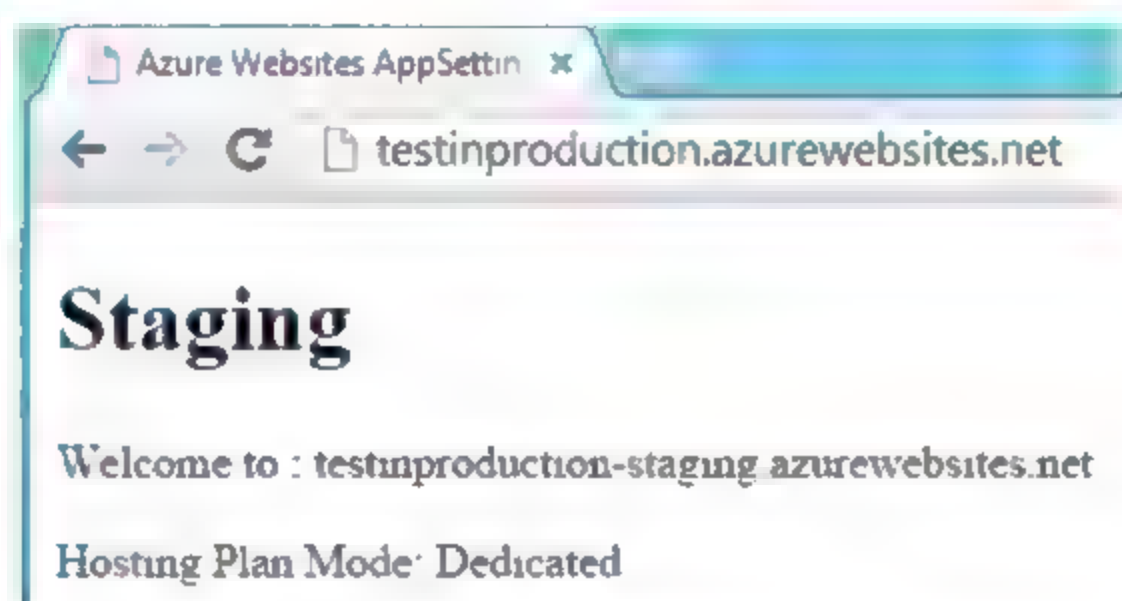 Azure Websites AppSettin
testinproduction.azurewebsites.net
Staging
Welcome to : testinproduction-staging.azurewebsites.net
Hosting Plan Mode: Dedicated